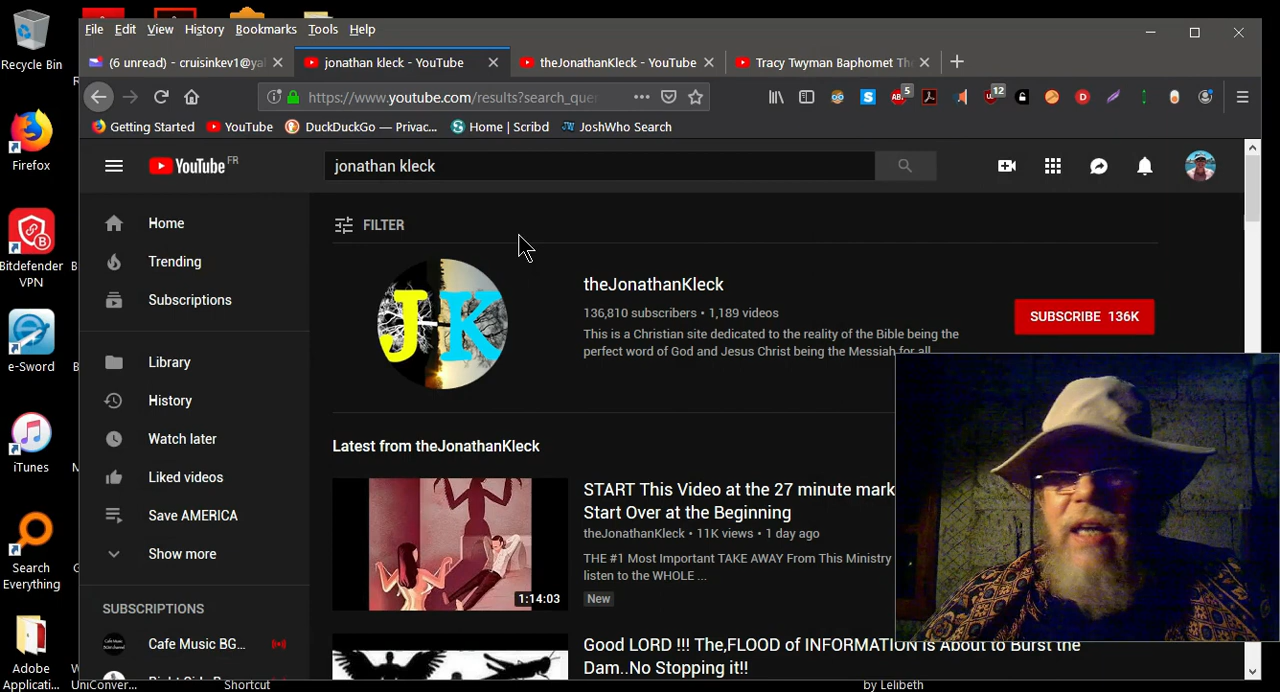 Recycle Bin
File Edit View History Bookmarks Tools Help
(6 unread) - cruisinkev1@ya
jonathan kleck - YouTube
theJonathanKleck - YouTube
Tracy Twyman Baphomet The
https://www.youtube.com/results?search_que
5
12
Getting Started
YouTube
DuckDuckGo — Privac...
Home | Scribd
JoshWho Search
Firefox
YouTube FR
jonathan kleck
Home
FILTER
Bitdefender
VPN
Trending
Subscriptions
JK
theJonathanKleck
136,810 subscribers • 1,189 videos
This is a Christian site dedicated to the reality of the Bible being the
perfect word of God and Jesus Christ being the Messiah for all
SUBSCRIBE 136K
e-Sword
Library
History
Watch later
Liked videos
Save AMERICA
Show more
iTunes
Latest from theJonathanKleck
START This Video at the 27 minute mark
Start Over at the Beginning
theJonathanKleck • 11K views • 1 day ago
THE #1 Most Important TAKE AWAY From This Ministry
listen to the WHOLE ...
New
1:14:03
Search
Everything
SUBSCRIPTIONS
Cafe Music BG...
Good LORD !!! The,FLOOD of INFORMATION is About to Burst the
Dam..No Stopping it!!
Adobe
Applicati...
UniConver...
Shortcut
by Lelibeth